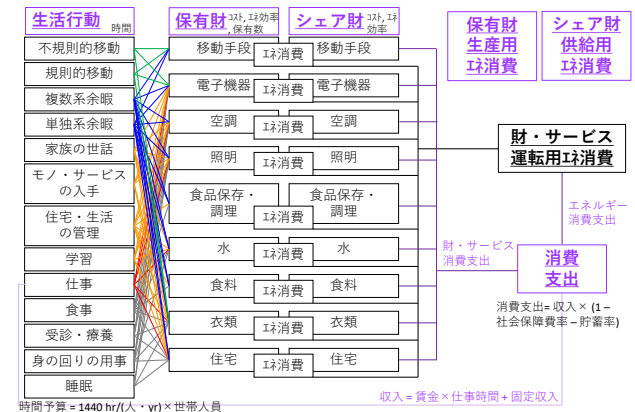 生活行動 時間
保有財 コスト, エネ効率, 保有数
シェア財 コスト, エネ効率
保有財
生産用
エネ消費
シェア財
供給用
エネ消費
不規則的移動
規則的移動
複数系余暇
単独系余暇
家族の世話
モノ・サービス
の入手
住宅・生活
の管理
学習
仕事
食事
受診・療養
身の回りの用事
睡眠
移動手段
エネ消費
移動手段
電子機器
エネ消費
電子機器
空調
エネ消費
空調
照明
エネ消費
照明
食品保存・
調理
エネ消費
食品保存・
調理
水
エネ消費
水
食料
エネ消費
食料
衣類
エネ消費
衣類
住宅
エネ消費
住宅
財・サービス
運転用エネ消費
エネルギー
消費支出
財・サービス
消費支出
消費
支出
消費支出= 収入× (1 –
社会保障費率 – 貯蓄率)
収入 = 賃金×仕事時間 + 固定収入
時間予算 = 1440 hr/(人・yr)×世帯人員